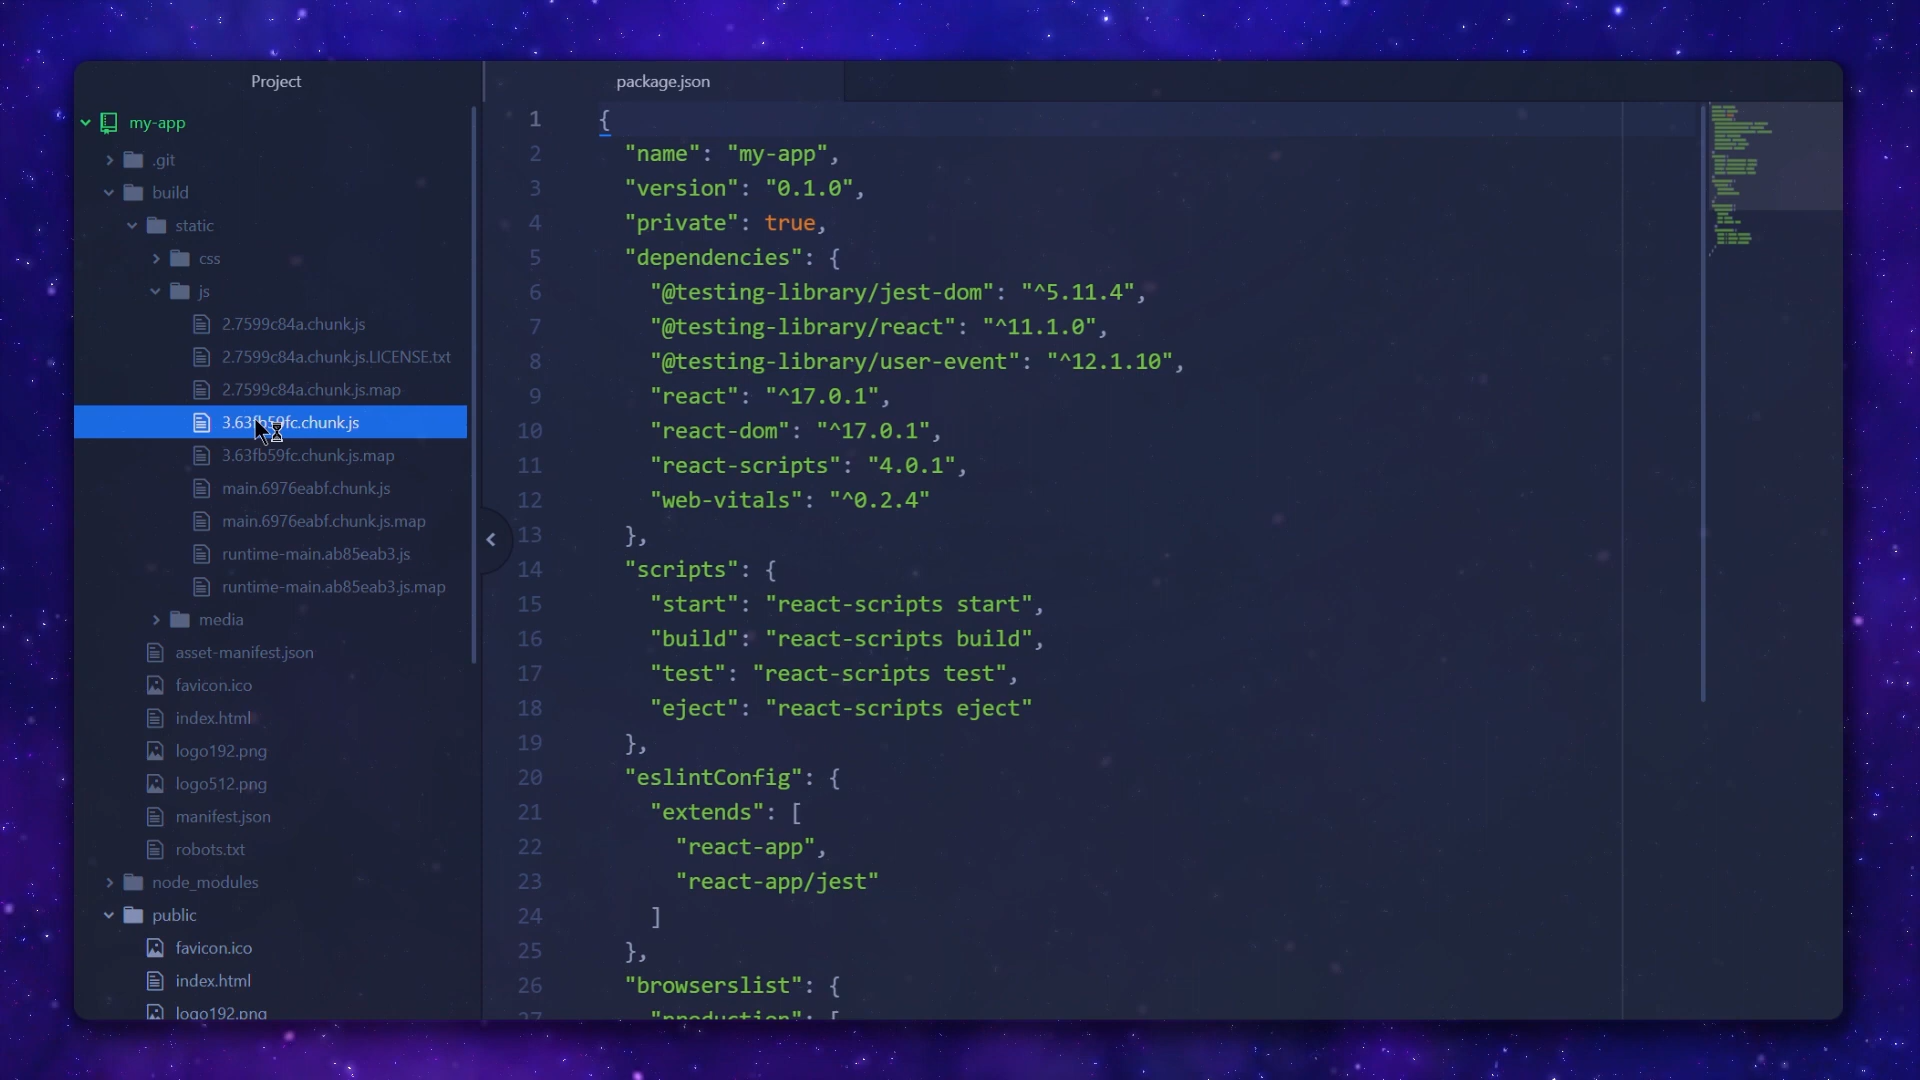 Project
my-app
.git
build
static
css
js
2.7599c84a.chunk.js
2.7599c84a.chunk.js.LICENSE.txt
2.7599c84a.chunk.js.map
3.63fb59fc.chunk.js
3.63fb59fc.chunk.js.map
main.6976eabf.chunk.js
main.6976eabf.chunk.js.map
runtime-main.ab85eab3.js
runtime-main.ab85eab3.js.map
media
asset-manifest.json
favicon.ico
index.html
logo192.png
logo512.png
manifest.json
robots.txt
node_modules
public
favicon.ico
index.html
logo192.png
package.json
1 {
2 "name": "my-app",
3 "version": "0.1.0",
4 "private": true,
5 "dependencies": {
6 "@testing-library/jest-dom": "^5.11.4",
7 "@testing-library/react": "^11.1.0",
8 "@testing-library/user-event": "^12.1.10",
9 "react": "^17.0.1",
10 "react-dom": "^17.0.1",
11 "react-scripts": "4.0.1",
12 "web-vitals": "^0.2.4"
13 },
14 "scripts": {
15 "start": "react-scripts start",
16 "build": "react-scripts build",
17 "test": "react-scripts test",
18 "eject": "react-scripts eject"
19 },
20 "eslintConfig": {
21 "extends": [
22 "react-app",
23 "react-app/jest"
24 ]
25 },
26 "browserslist": {
27 "production": [